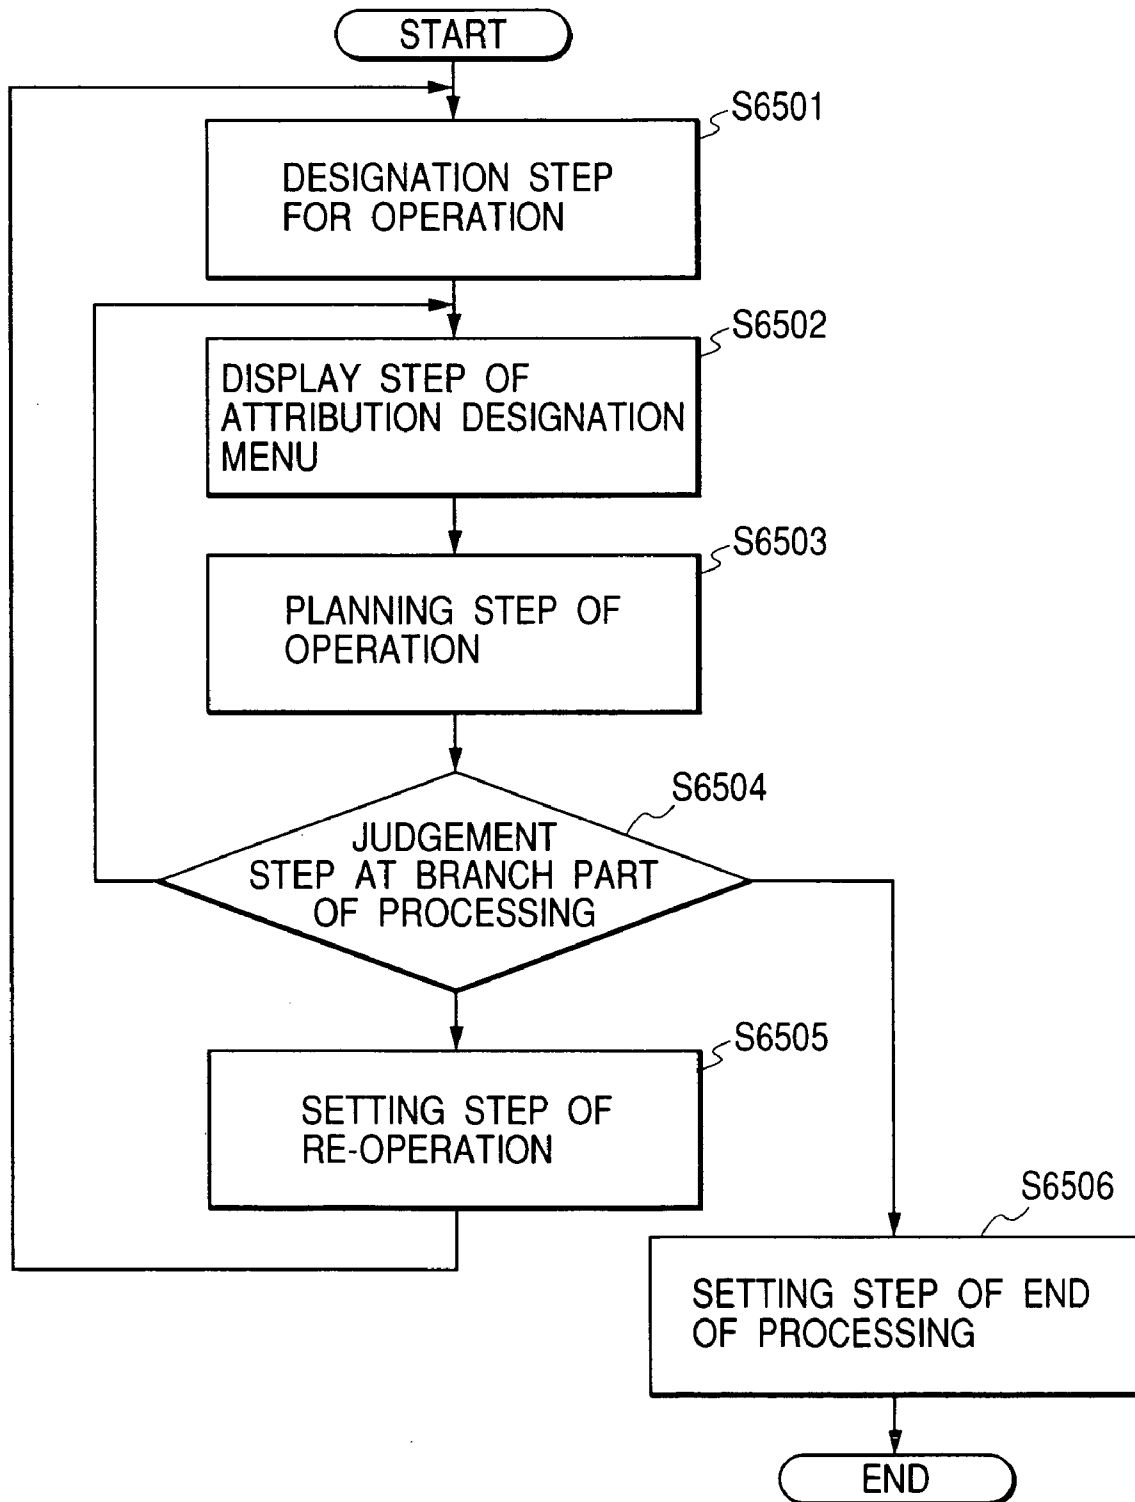 START
S6501
DESIGNATION STEP
FOR OPERATION
S6502
DISPLAY STEP OF
ATTRIBUTION DESIGNATION
MENU
S6503
PLANNING STEP OF
OPERATION
S6504
JUDGEMENT
STEP AT BRANCH PART
OF PROCESSING
S6505
SETTING STEP OF
RE-OPERATION
S6506
SETTING STEP OF END
OF PROCESSING
END